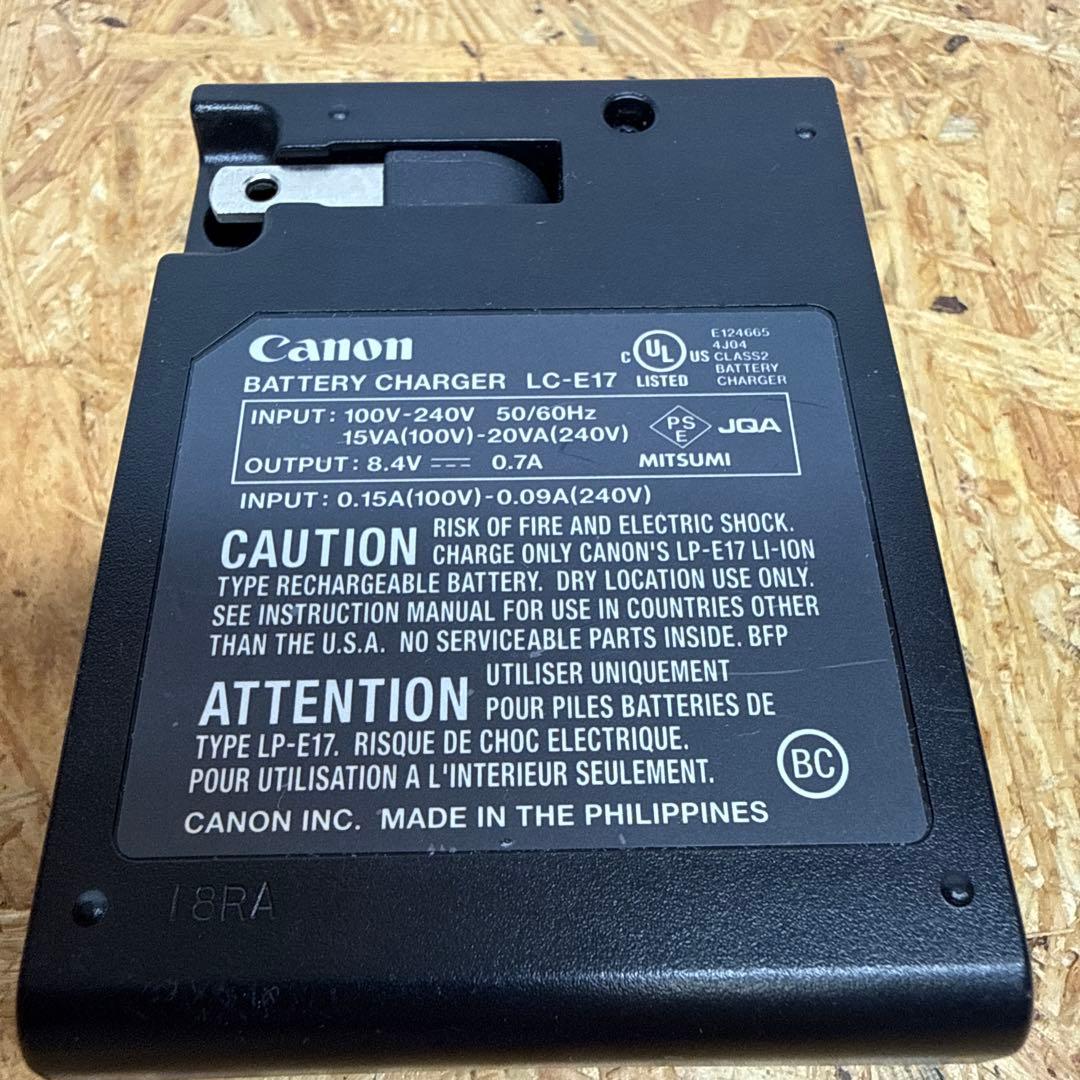 Canon
BATTERY CHARGER LC-E17
C UL US
LISTED
E124665
4J04
CLASS2
BATTERY
CHARGER
INPUT: 100V-240V 50/60Hz
15VA(100V)-20VA(240V)
OUTPUT: 8.4V ⎓ 0.7A
PS
E
JQA
MITSUMI
INPUT: 0.15A(100V)-0.09A(240V)
CAUTION RISK OF FIRE AND ELECTRIC SHOCK.
CHARGE ONLY CANON'S LP-E17 LI-ION
TYPE RECHARGEABLE BATTERY. DRY LOCATION USE ONLY.
SEE INSTRUCTION MANUAL FOR USE IN COUNTRIES OTHER
THAN THE U.S.A. NO SERVICEABLE PARTS INSIDE. BFP
ATTENTION UTILISER UNIQUEMENT
POUR PILES BATTERIES DE
TYPE LP-E17. RISQUE DE CHOC ELECTRIQUE.
POUR UTILISATION A L'INTERIEUR SEULEMENT.
BC
CANON INC. MADE IN THE PHILIPPINES
18RA